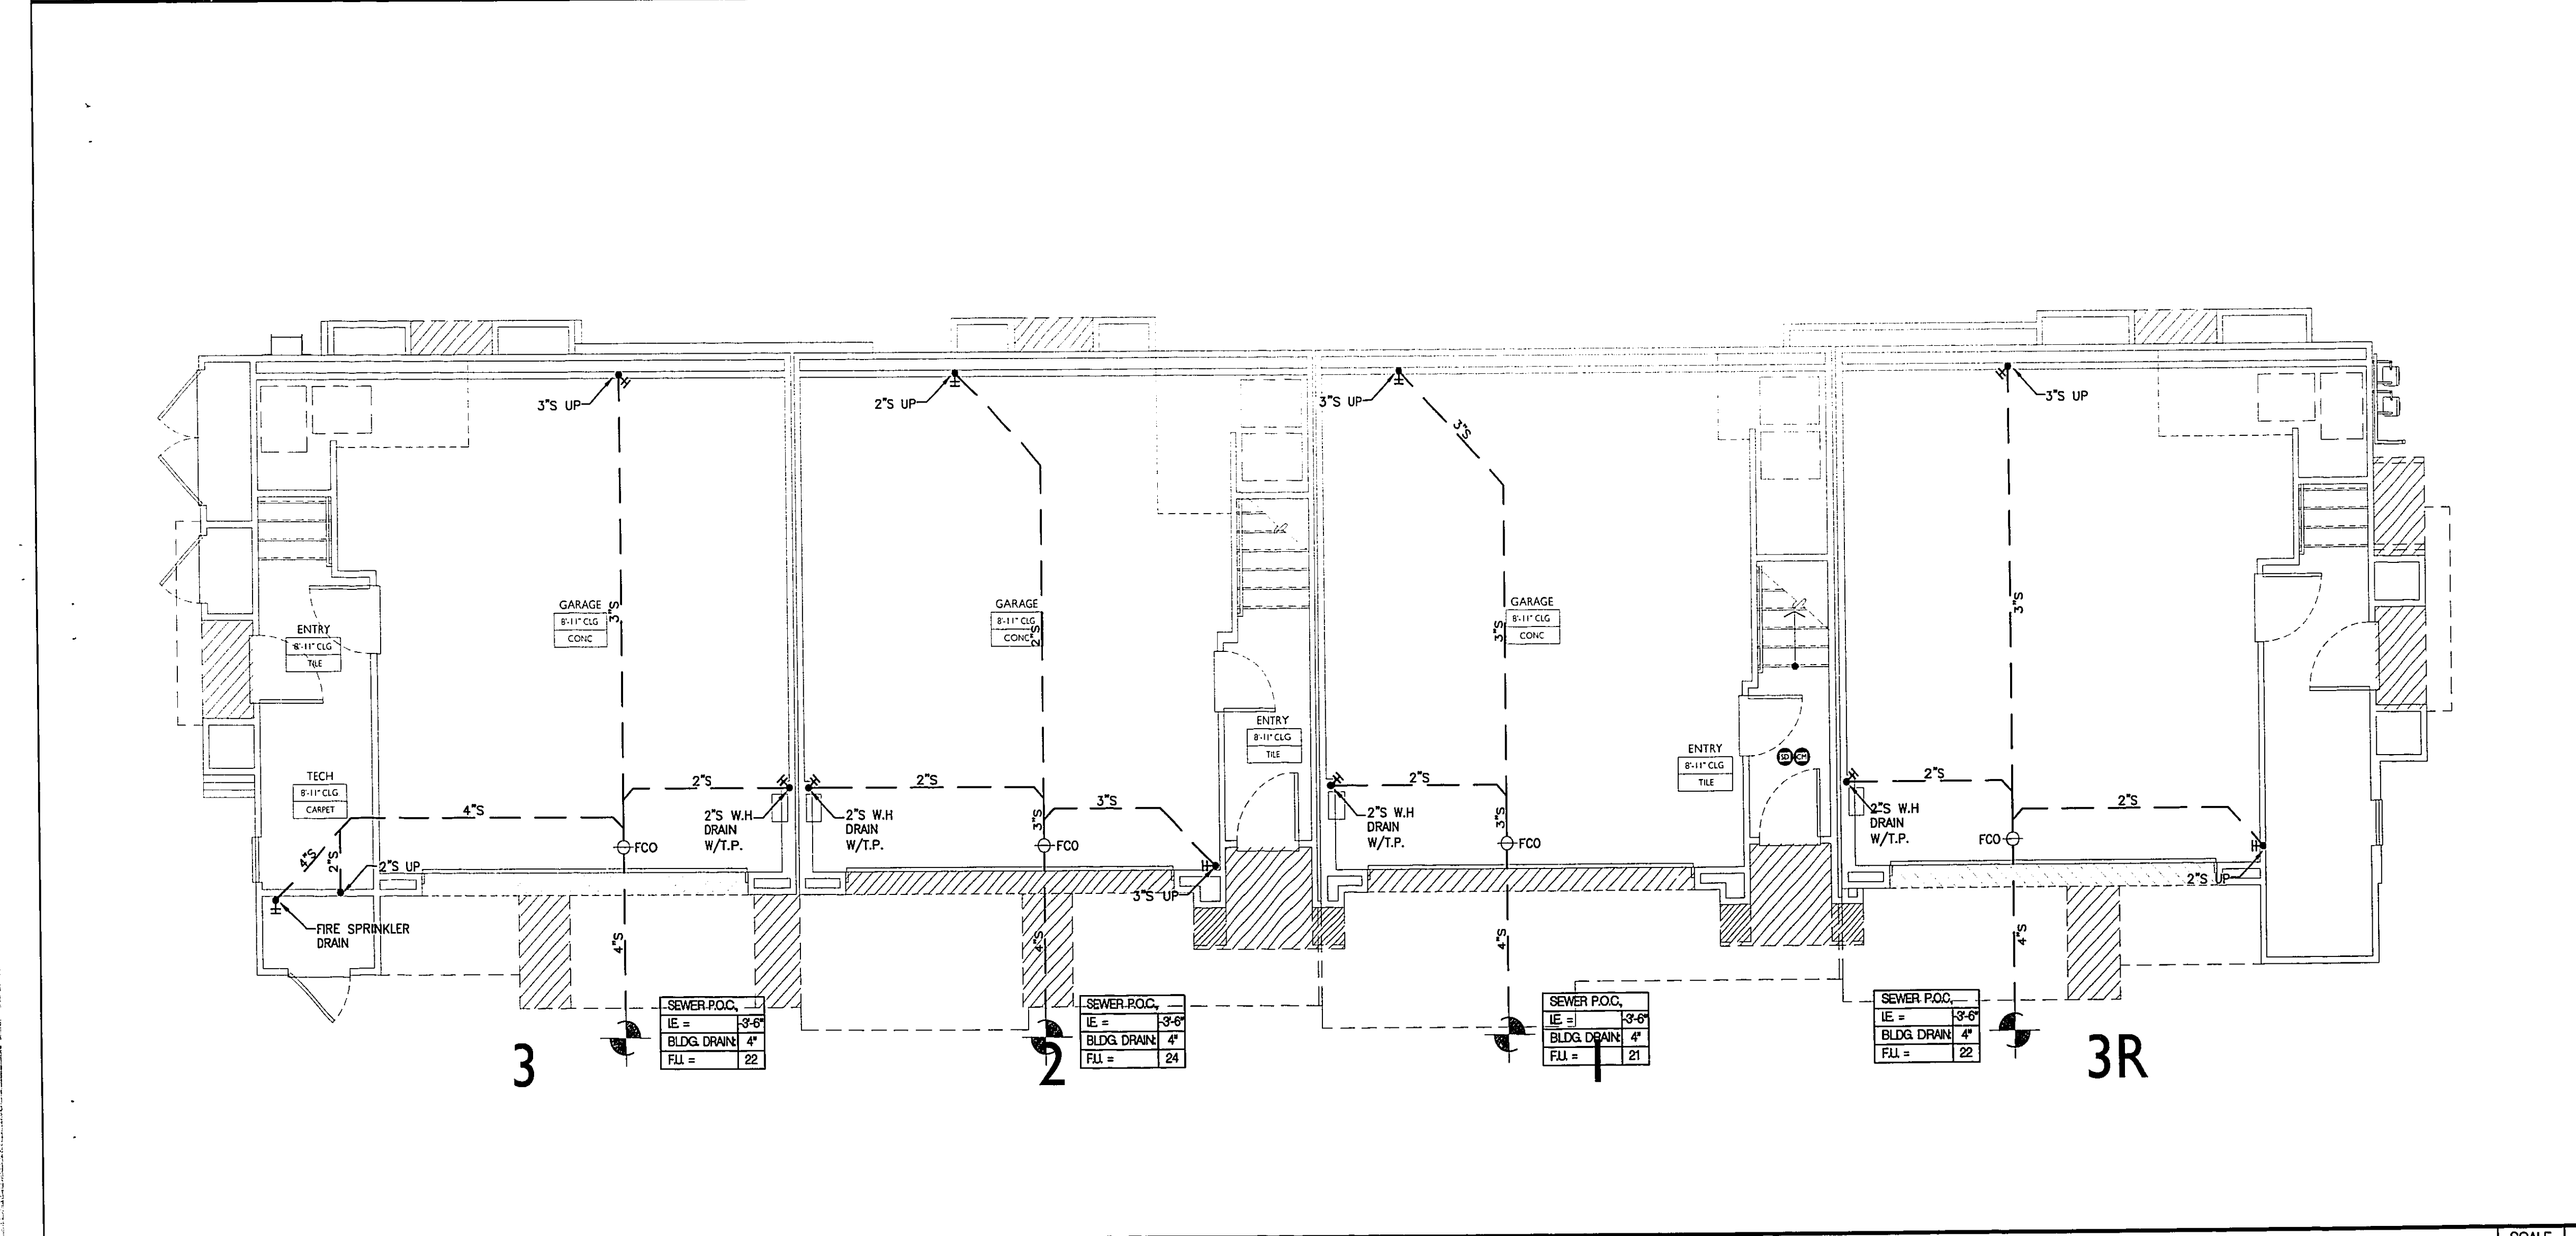 3"S UP
2"S UP
3"S UP
3"S UP
3"S
GARAGE
8'-11" CLG
CONC
3"S
GARAGE
8'-11" CLG
CONC
2"S
GARAGE
8'-11" CLG
CONC
3"S
3"S
ENTRY
8'-11" CLG
TILE
ENTRY
8'-11" CLG
TILE
ENTRY
8'-11" CLG
TILE
SD
CM
TECH
8'-11" CLG
CARPET
4"S
4"S
2"S
2"S UP
FIRE SPRINKLER
DRAIN
2"S
2"S W.H
DRAIN
W/T.P.
FCO
2"S
2"S W.H
DRAIN
W/T.P.
3"S
3"S
FCO
3"S UP
2"S
2"S W.H
DRAIN
W/T.P.
3"S
FCO
2"S
2"S W.H
DRAIN
W/T.P.
FCO
2"S
2"S UP
4"S
4"S
4"S
4"S
SEWER P.O.C,
I.E. = -3'-6"
BLDG. DRAIN: 4"
F.U. = 22
3
SEWER P.O.C,
I.E. = -3'-6"
BLDG. DRAIN: 4"
F.U. = 24
2
SEWER P.O.C,
I.E. = -3'-6"
BLDG. DRAIN: 4"
F.U. = 21
1
SEWER P.O.C,
I.E. = -3'-6"
BLDG. DRAIN: 4"
F.U. = 22
3R